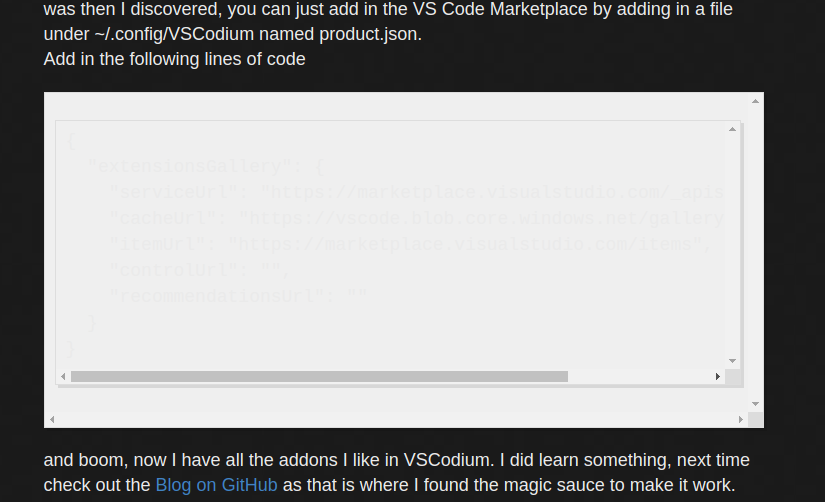 was then I discovered, you can just add in the VS Code Marketplace by adding in a file
under ~/.config/VSCodium named product.json.
Add in the following lines of code
{
  "extensionsGallery": {
    "serviceUrl": "https://marketplace.visualstudio.com/_apis
    "cacheUrl": "https://vscode.blob.core.windows.net/gallery
    "itemUrl": "https://marketplace.visualstudio.com/items",
    "controlUrl": "",
    "recommendationsUrl": ""
  }
}
and boom, now I have all the addons I like in VSCodium. I did learn something, next time
check out the Blog on GitHub as that is where I found the magic sauce to make it work.